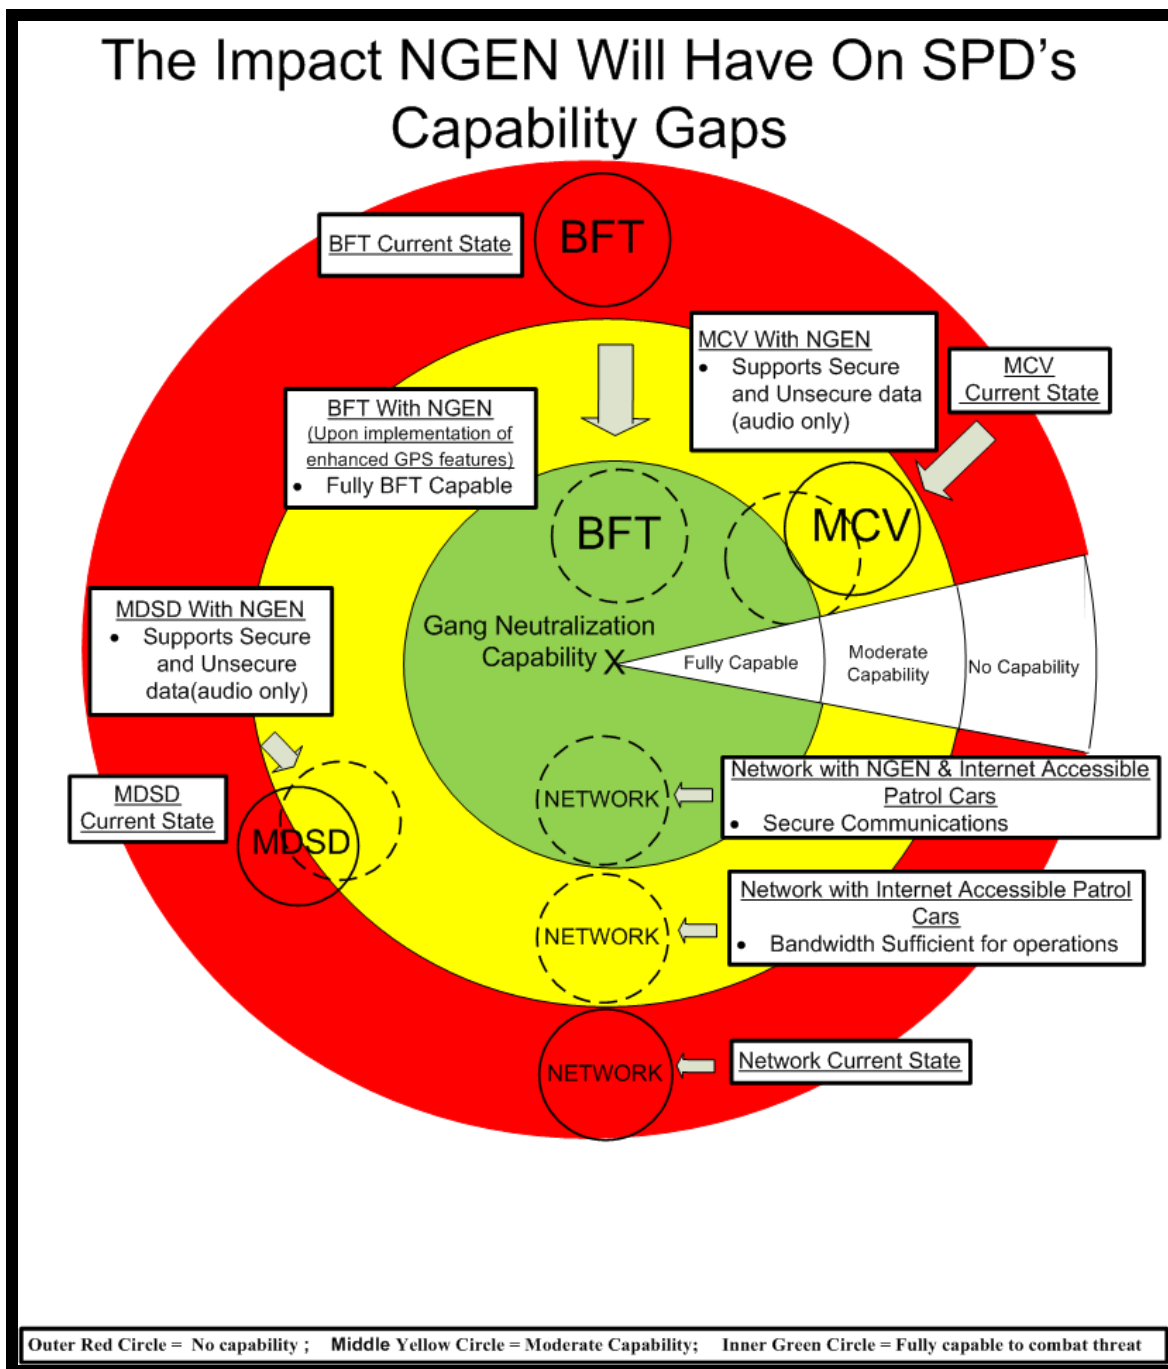 The Impact NGEN Will Have On SPD's
Capability Gaps
BFT
BFT Current State
MCV With NGEN
• Supports Secure
and Unsecure data
(audio only)
MCV
Current State
BFT With NGEN
(Upon implementation of
enhanced GPS features)
• Fully BFT Capable
BFT
MCV
MDSD With NGEN
• Supports Secure
and Unsecure
data(audio only)
Gang Neutralization
Capability X
Fully Capable
Moderate
Capability
No Capability
MDSD
Current State
MDSD
NETWORK
Network with NGEN & Internet Accessible
Patrol Cars
• Secure Communications
NETWORK
Network with Internet Accessible Patrol
Cars
• Bandwidth Sufficient for operations
NETWORK
Network Current State
Outer Red Circle = No capability ; Middle Yellow Circle = Moderate Capability; Inner Green Circle = Fully capable to combat threat